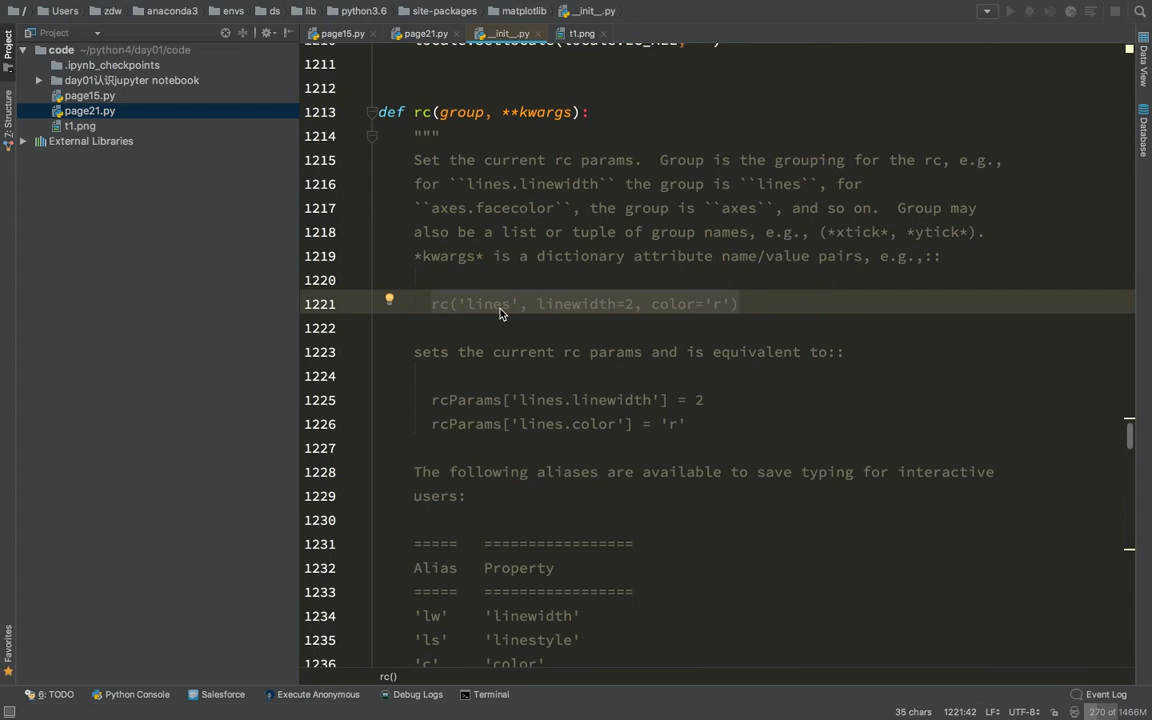 Users zdw anaconda3 envs ds lib python3.6 site-packages matplotlib __init__.py
Project page15.py page21.py __init__.py t1.png
code ~/python4/day01/code
.ipynb_checkpoints
day01认识jupyter notebook
page15.py
page21.py
t1.png
External Libraries
Project
7: Structure
Favorites
1211
1212
1213 def rc(group, **kwargs):
1214 """
1215 Set the current rc params.  Group is the grouping for the rc, e.g.,
1216 for ``lines.linewidth`` the group is ``lines``, for
1217 ``axes.facecolor``, the group is ``axes``, and so on.  Group may
1218 also be a list or tuple of group names, e.g., (*xtick*, *ytick*).
1219 *kwargs* is a dictionary attribute name/value pairs, e.g.,::
1220
1221 rc('lines', linewidth=2, color='r')
1222
1223 sets the current rc params and is equivalent to::
1224
1225 rcParams['lines.linewidth'] = 2
1226 rcParams['lines.color'] = 'r'
1227
1228 The following aliases are available to save typing for interactive
1229 users:
1230
1231 ===== =================
1232 Alias Property
1233 ===== =================
1234 'lw' 'linewidth'
1235 'ls' 'linestyle'
1236 'c' 'color'
rc()
Data View
Database
6: TODO Python Console Salesforce Execute Anonymous Debug Logs Terminal Event Log
35 chars 1221:42 LF UTF-8 270 of 1466M